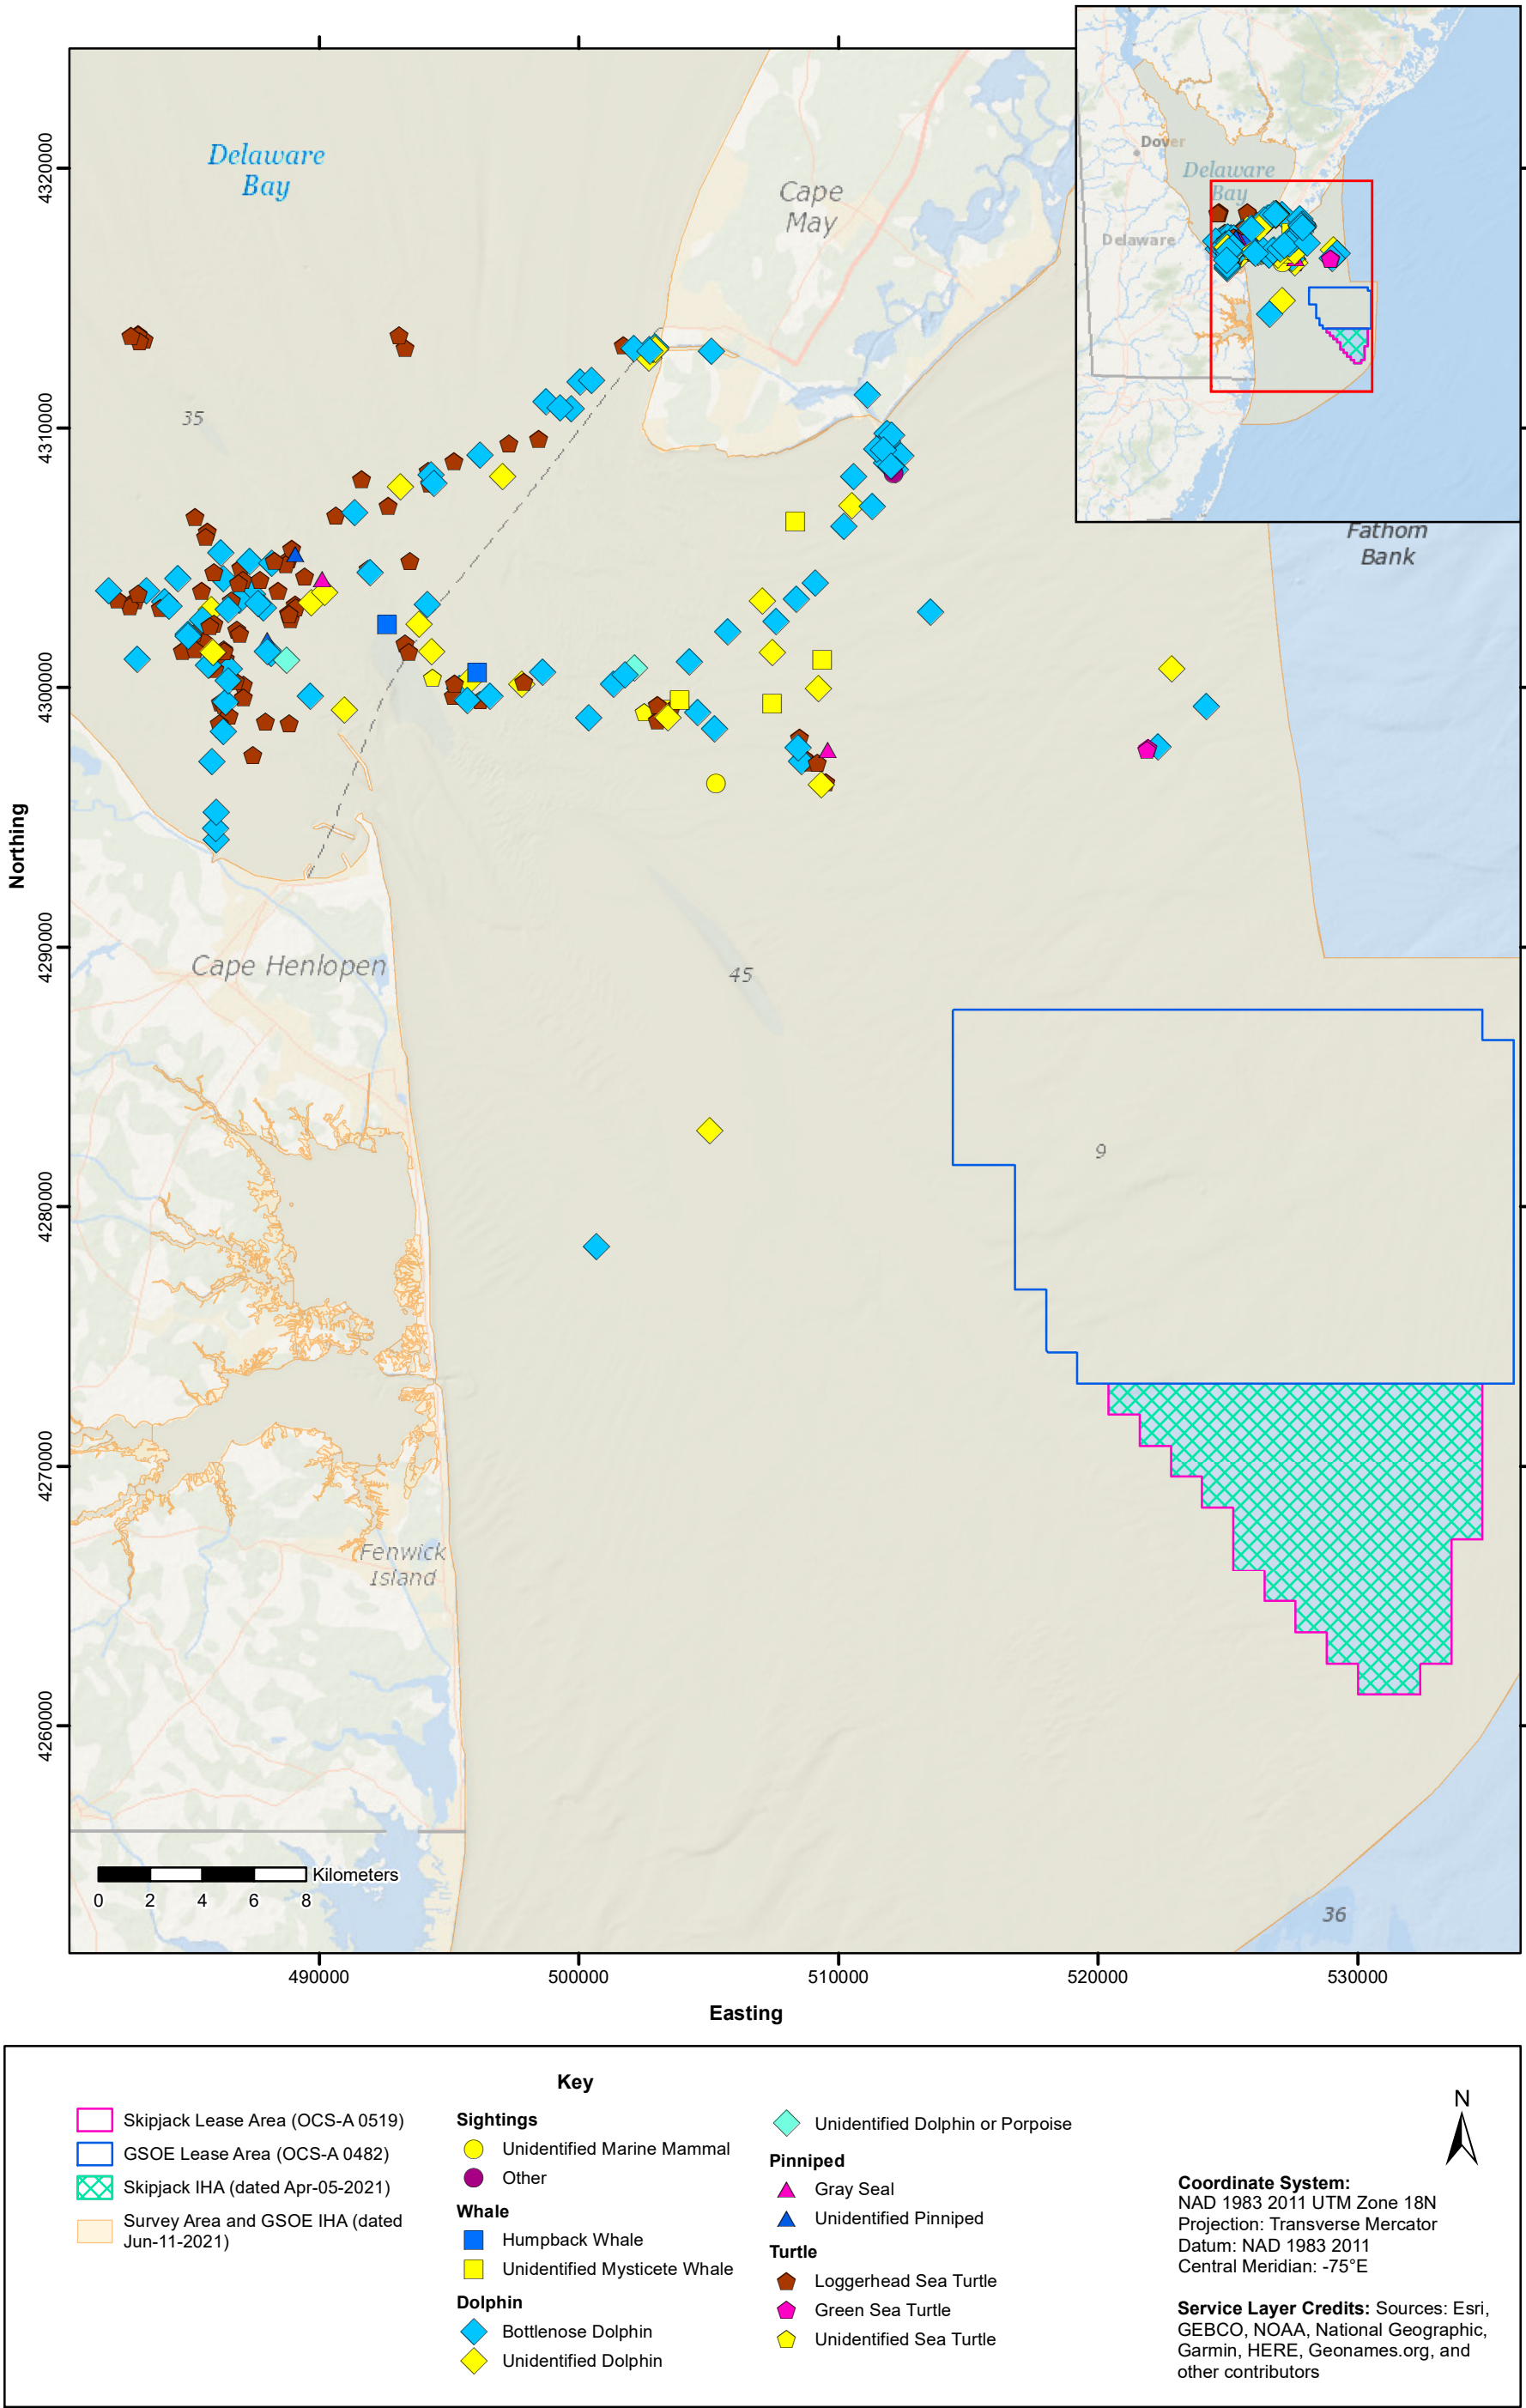 Delaware
Bay
Cape
May
Dover
Delaware
Bay
Delaware
35
Fathom
Bank
Cape Henlopen
45
9
Fenwick
Island
36
4320000
4310000
4300000
4290000
4280000
4270000
4260000
Northing
Kilometers
0 2 4 6 8
490000 500000 510000 520000 530000
Easting
Key
Skipjack Lease Area (OCS-A 0519)
GSOE Lease Area (OCS-A 0482)
Skipjack IHA (dated Apr-05-2021)
Survey Area and GSOE IHA (dated
Jun-11-2021)
Sightings
Unidentified Marine Mammal
Other
Whale
Humpback Whale
Unidentified Mysticete Whale
Dolphin
Bottlenose Dolphin
Unidentified Dolphin
Unidentified Dolphin or Porpoise
Pinniped
Gray Seal
Unidentified Pinniped
Turtle
Loggerhead Sea Turtle
Green Sea Turtle
Unidentified Sea Turtle
N
Coordinate System:
NAD 1983 2011 UTM Zone 18N
Projection: Transverse Mercator
Datum: NAD 1983 2011
Central Meridian: -75°E
Service Layer Credits: Sources: Esri,
GEBCO, NOAA, National Geographic,
Garmin, HERE, Geonames.org, and
other contributors